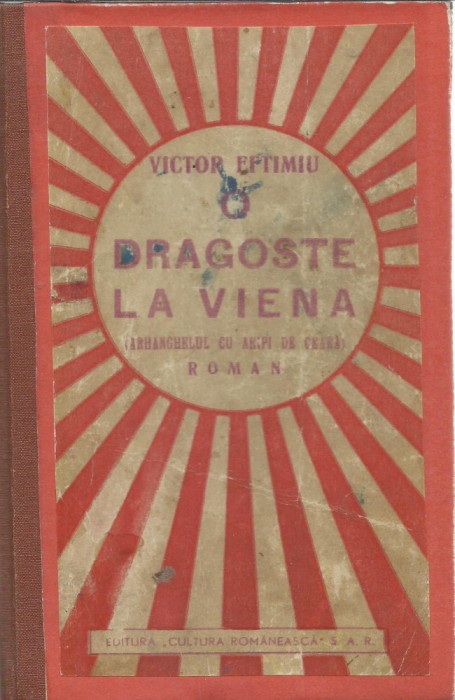 VICTOR EFTIMIU
O
DRAGOSTE
LA VIENA
(ARHANGHELUL CU ARIPI DE CEARĂ)
ROMAN
EDITURA „CULTURA ROMÂNEASCĂ" S. A. R.